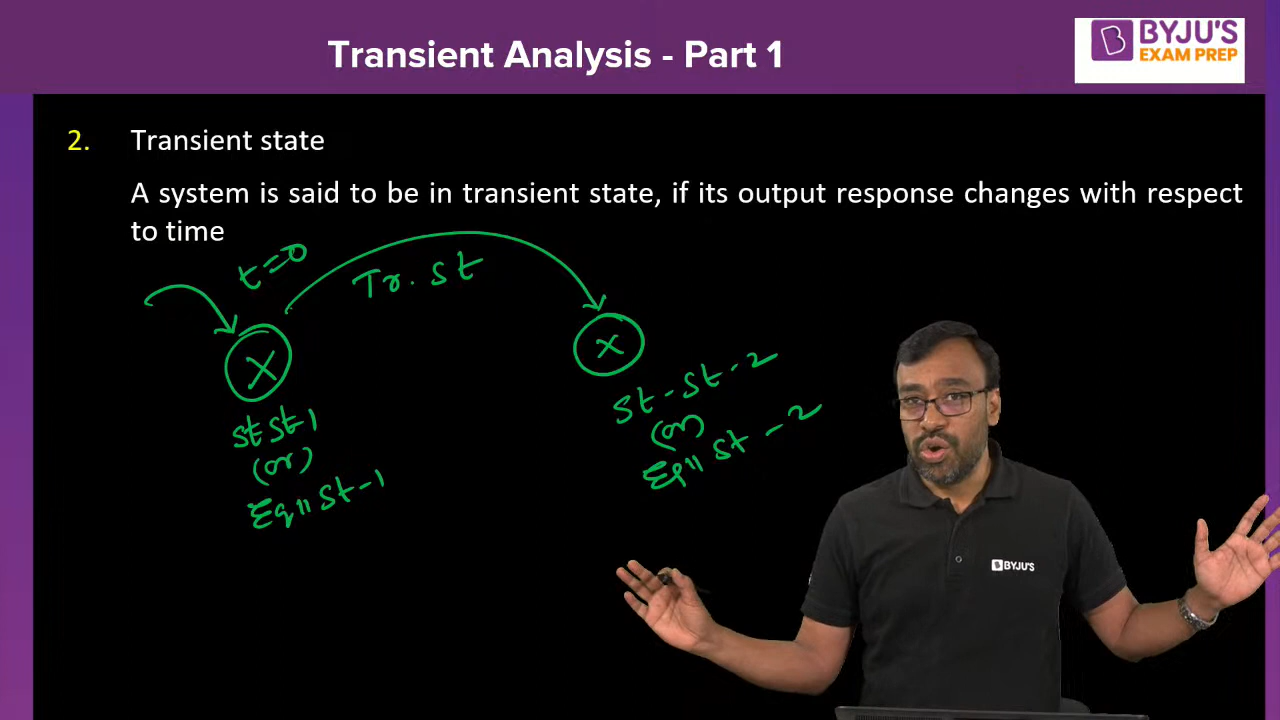 Transient Analysis - Part 1
BYJU'S
EXAM PREP
2. Transient state
A system is said to be in transient state, if its output response changes with respect
to time
t=0
Tr. st
X
x
st st-1
(or)
Eqll st-1
st-st-2
(or)
Eqll st-2
BYJU'S